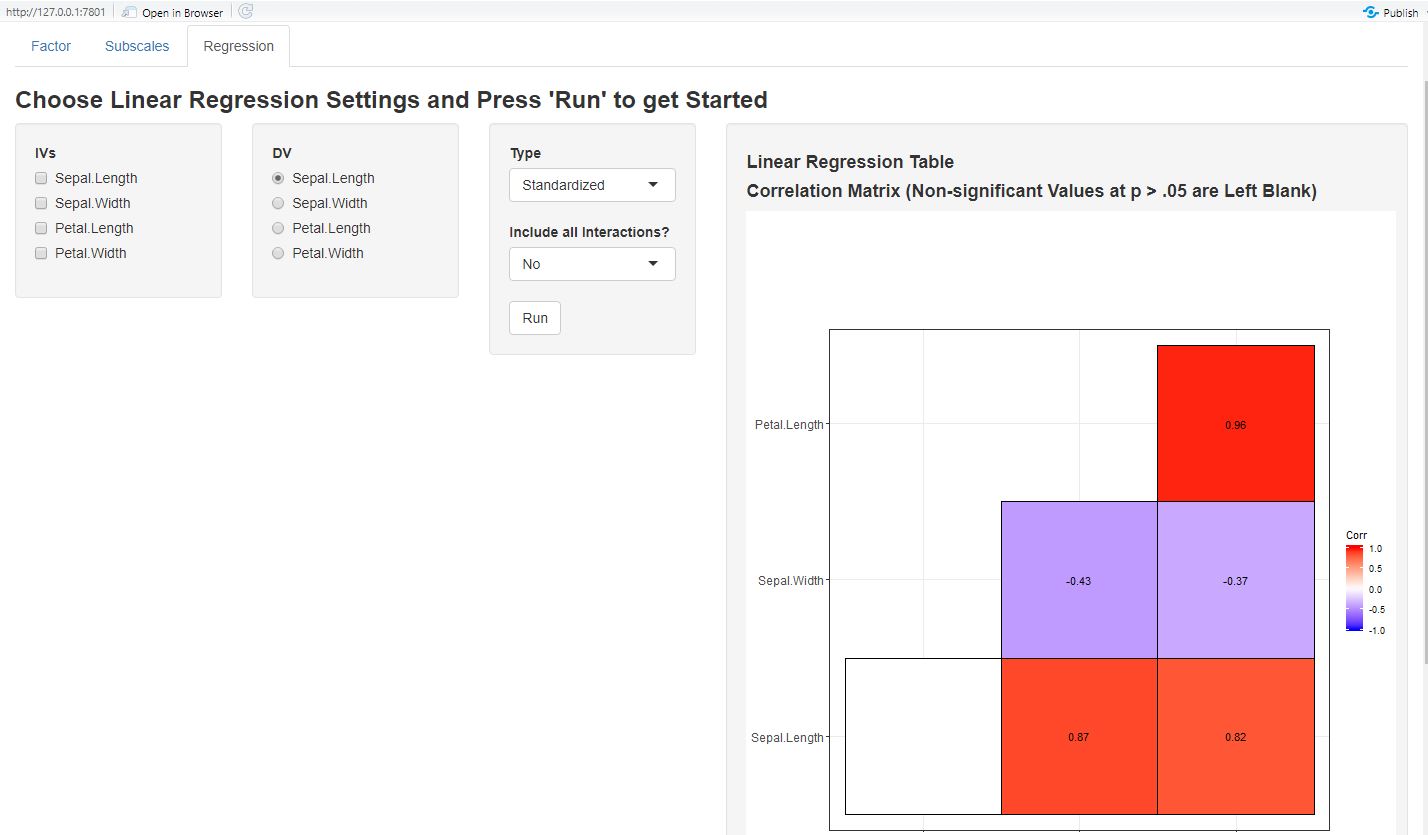 http://127.0.0.1:7801 Open in Browser Publish
Factor Subscales Regression
Choose Linear Regression Settings and Press 'Run' to get Started
IVs
Sepal.Length
Sepal.Width
Petal.Length
Petal.Width
DV
Sepal.Length
Sepal.Width
Petal.Length
Petal.Width
Type
Standardized
Include all Interactions?
No
Run
Linear Regression Table
Correlation Matrix (Non-significant Values at p > .05 are Left Blank)
Petal.Length 0.96
Sepal.Width -0.43 -0.37
Sepal.Length 0.87 0.82
Corr
1.0
0.5
0.0
-0.5
-1.0